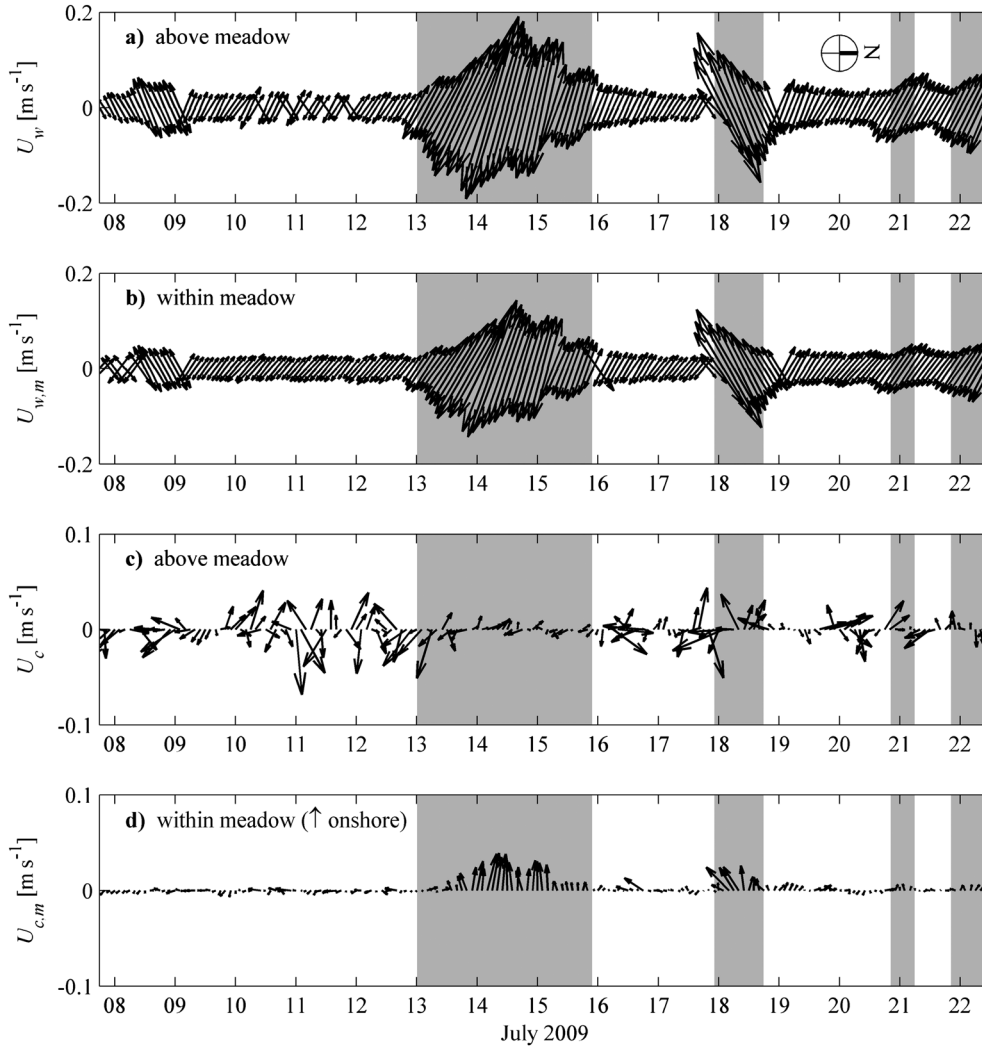 a) above meadow
N
U_w [m s⁻¹]
0.2
0
-0.2
08 09 10 11 12 13 14 15 16 17 18 19 20 21 22
b) within meadow
U_w,m [m s⁻¹]
0.2
0
-0.2
08 09 10 11 12 13 14 15 16 17 18 19 20 21 22
c) above meadow
U_c [m s⁻¹]
0.1
0
-0.1
08 09 10 11 12 13 14 15 16 17 18 19 20 21 22
d) within meadow (↑ onshore)
U_c,m [m s⁻¹]
0.1
0
-0.1
08 09 10 11 12 13 14 15 16 17 18 19 20 21 22
July 2009